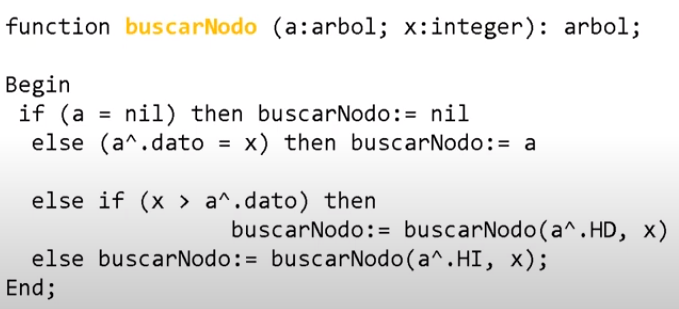 function buscarNodo (a:arbol; x:integer): arbol;
Begin
if (a = nil) then buscarNodo:= nil
else (a^.dato = x) then buscarNodo:= a
else if (x > a^.dato) then
buscarNodo:= buscarNodo(a^.HD, x)
else buscarNodo:= buscarNodo(a^.HI, x);
End;